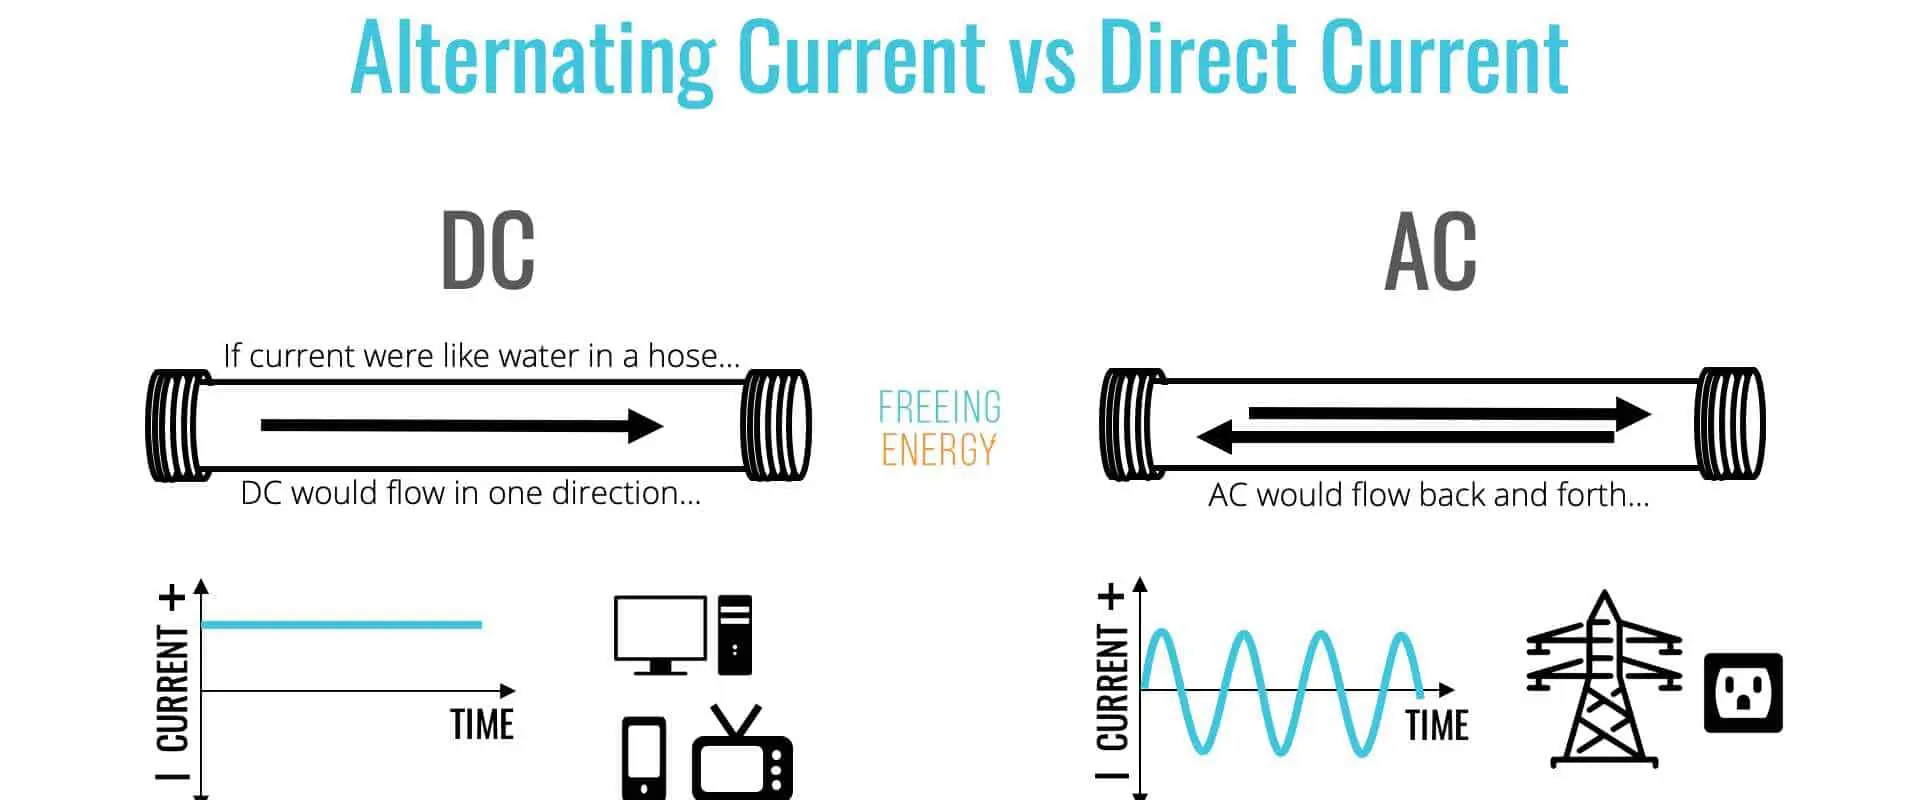 Alternating Current vs Direct Current
DC
If current were like water in a hose...
DC would flow in one direction...
— CURRENT +
TIME
FREEING
ENERGY
AC
AC would flow back and forth...
— CURRENT +
TIME